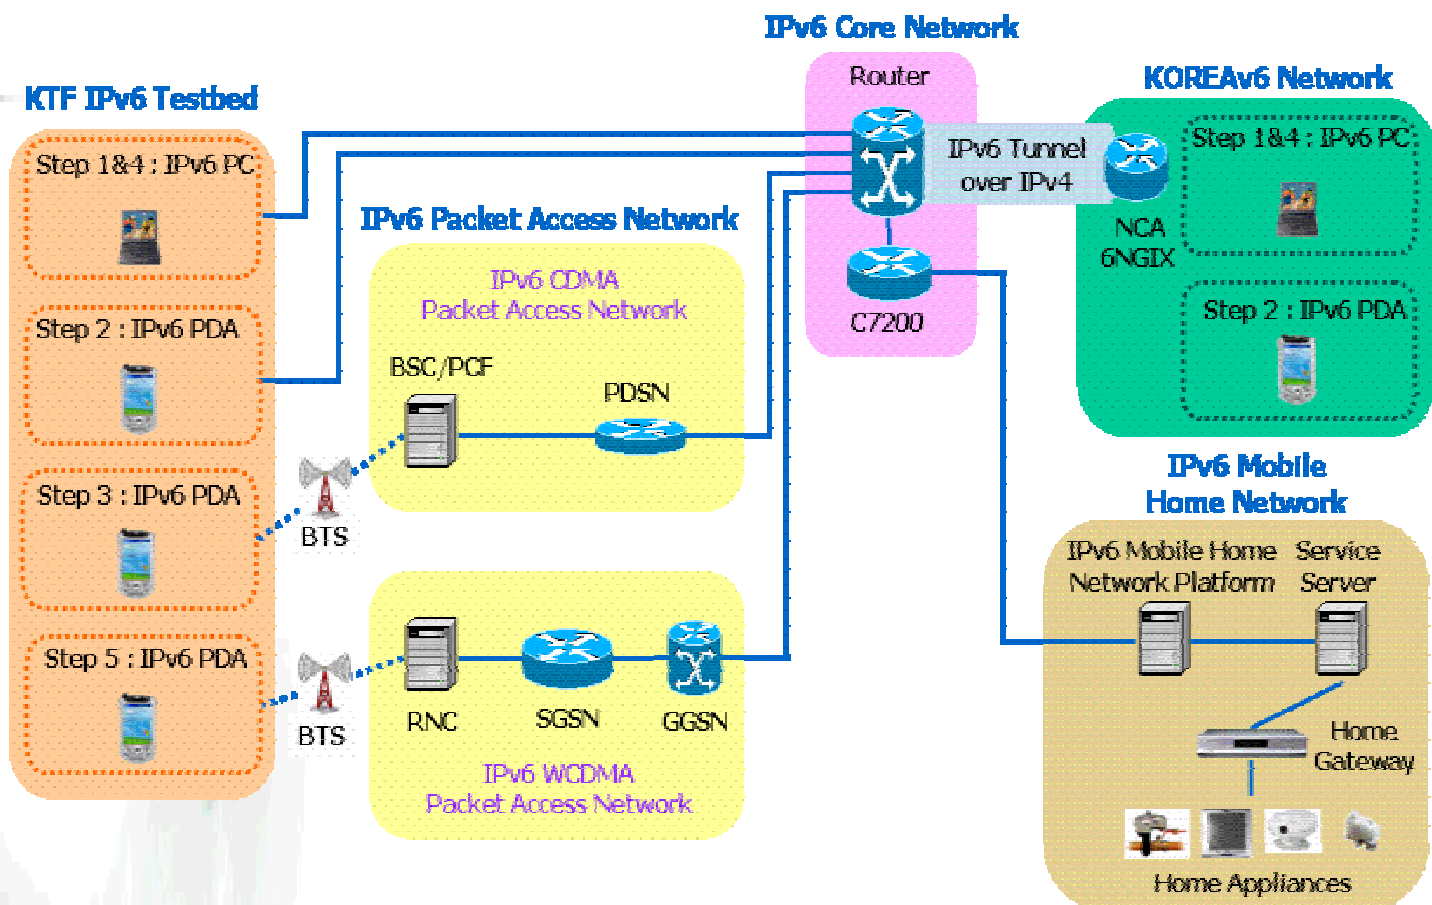 IPv6 Core Network
Router
KOREAv6 Network
KTF IPv6 Testbed
Step 1&4 : IPv6 PC
IPv6 Tunnel
over IPv4
Step 1&4 : IPv6 PC
NCA
6NGIX
IPv6 Packet Access Network
IPv6 CDMA
Packet Access Network
C7200
Step 2 : IPv6 PDA
Step 2 : IPv6 PDA
BSC/PCF
PDSN
Step 3 : IPv6 PDA
BTS
IPv6 Mobile
Home Network
IPv6 Mobile Home
Network Platform
Service
Server
Step 5 : IPv6 PDA
BTS
RNC
SGSN
GGSN
IPv6 WCDMA
Packet Access Network
Home
Gateway
Home Appliances